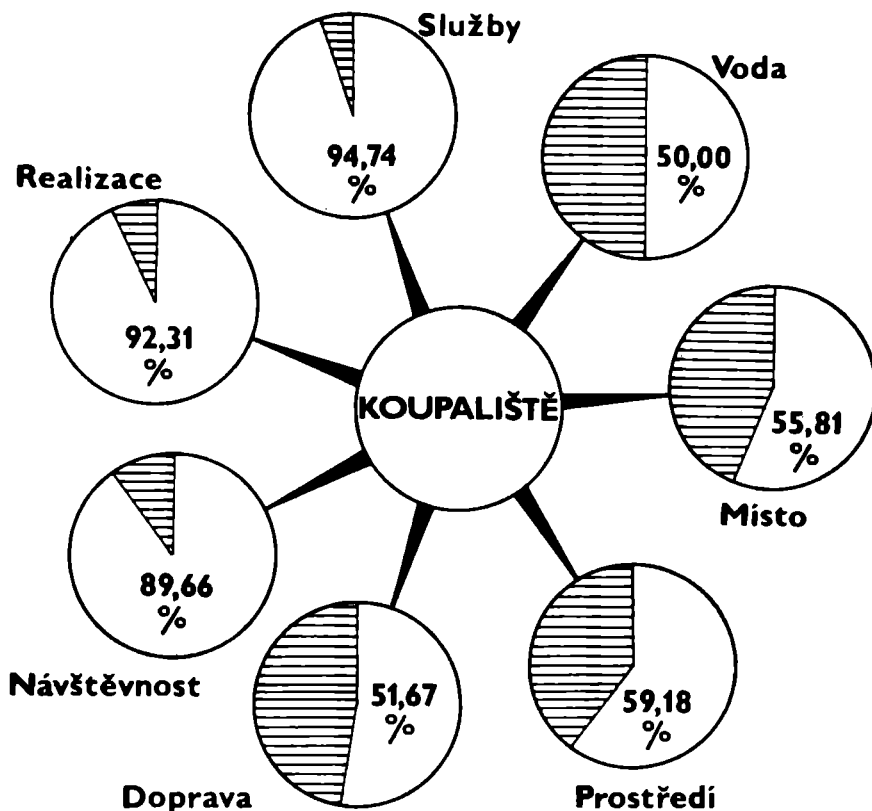 Služby
94,74
%
Voda
50,00
%
Realizace
92,31
%
KOUPALIŠTĚ
55,81
%
Místo
89,66
%
Návštěvnost
51,67
%
Doprava
59,18
%
Prostředí